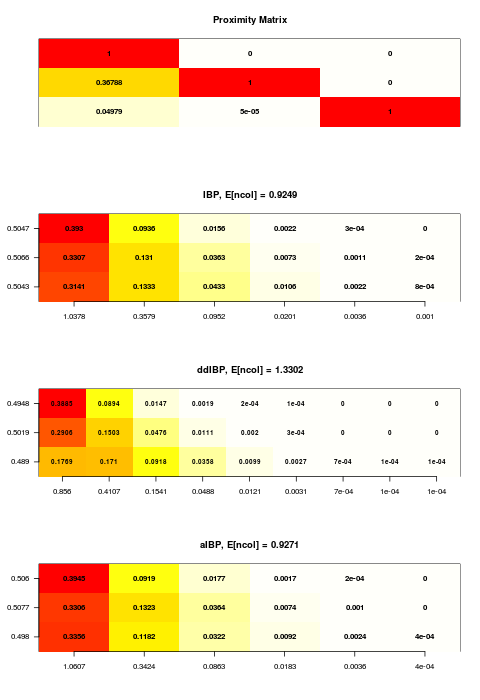 Proximity Matrix
1 0 0
0.36788 1 0
0.04979 5e-05 1
IBP, E[ncol] = 0.9249
0.5047 0.393 0.0936 0.0156 0.0022 3e-04 0
0.5066 0.3307 0.131 0.0363 0.0073 0.0011 2e-04
0.5043 0.3141 0.1333 0.0433 0.0106 0.0022 8e-04
1.0378 0.3579 0.0952 0.0201 0.0036 0.001
ddIBP, E[ncol] = 1.3302
0.4948 0.3885 0.0894 0.0147 0.0019 2e-04 1e-04 0 0 0
0.5019 0.2906 0.1503 0.0476 0.0111 0.002 3e-04 0 0 0
0.489 0.1769 0.171 0.0918 0.0358 0.0099 0.0027 7e-04 1e-04 1e-04
0.856 0.4107 0.1541 0.0488 0.0121 0.0031 7e-04 1e-04 1e-04
aIBP, E[ncol] = 0.9271
0.506 0.3945 0.0919 0.0177 0.0017 2e-04 0
0.5077 0.3306 0.1323 0.0364 0.0074 0.001 0
0.498 0.3356 0.1182 0.0322 0.0092 0.0024 4e-04
1.0607 0.3424 0.0863 0.0183 0.0036 4e-04